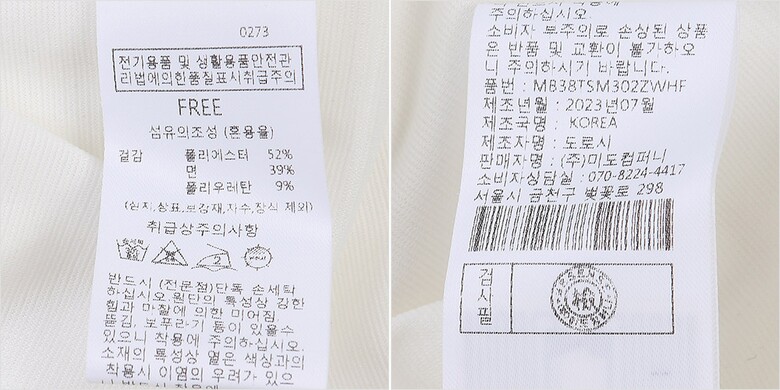 0273
전기용품 및 생활용품안전관
리법에의한품질표시취급주의
FREE
섬유의조성 (혼용율)
겉감 폴리에스터 52%
면 39%
폴리우레탄 9%
(심지,상표,보강재,자수,장식 제외)
취급상주의사항
반드시 (전문점)단독 손세탁
하십시오.원단의 특성상 강한
힘과 마찰에 의한 미어짐,
뜯김, 보푸라기 등이 있을수
있으니 착용에 주의하십시오.
소재의 특성상 옅은 색상과의
착용시 이염의 우려가 있으
주의하십시오.
소비자 부주의로 손상된 상품
은 반품 및 교환이 불가하오
니 주의하시기 바랍니다.
품번 : MB38TSM302ZWHF
제조년월 : 2023년07월
제조국명 : KOREA
제조자명 : 도로시
판매자명 : (주)미도컴퍼니
소비자상담실 : 070-8224-4417
서울시 금천구 벚꽃로 298
검사필